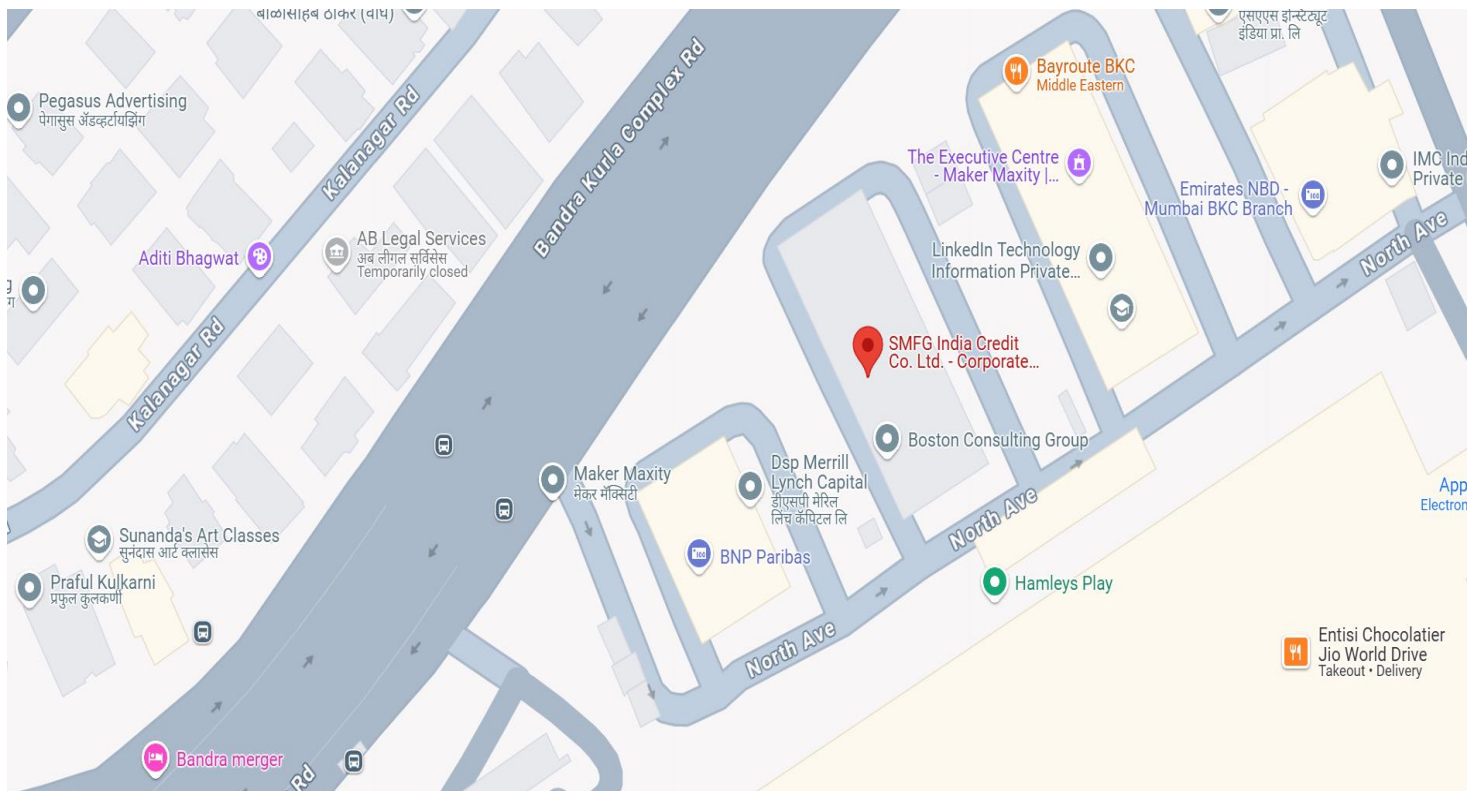 बाळासाहेब ठाकरे (वाघ)
एसएएस इन्स्टिट्यूट
इंडिया प्रा. लि
Bayroute BKC
Middle Eastern
Pegasus Advertising
पेगासुस ॲडव्हर्टायझिंग
Kalanagar Rd
Bandra Kurla Complex Rd
The Executive Centre
- Maker Maxity |...
IMC Ind
Private
Emirates NBD -
Mumbai BKC Branch
North Ave
AB Legal Services
अब लीगल सर्विसेस
Temporarily closed
Aditi Bhagwat
LinkedIn Technology
Information Private...
Kalanagar Rd
SMFG India Credit
Co. Ltd. - Corporate...
Boston Consulting Group
Maker Maxity
मेकर मॅक्सिटी
Dsp Merrill
Lynch Capital
डीएसपी मेरिल
लिंच कॅपिटल लि
App
Electron
North Ave
Sunanda's Art Classes
सुनंदास आर्ट क्लासेस
BNP Paribas
Praful Kulkarni
प्रफुल कुलकर्णी
Hamleys Play
North Ave
Entisi Chocolatier
Jio World Drive
Takeout • Delivery
Bandra merger
Rd